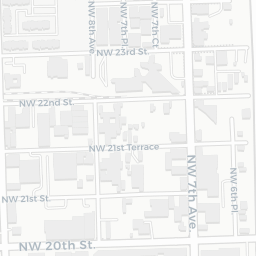 NW 8th Ave.
NW 7th Pl.
NW 7th Ct.
NW 23rd St.
NW 22nd St.
NW 21st Terrace
NW 7th Ave.
NW 6th Pl.
NW 21st St.
NW 20th St.